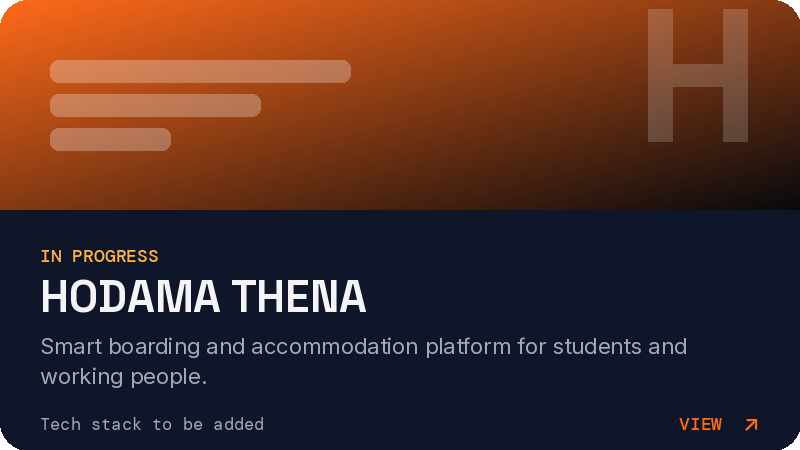 H
IN PROGRESS
HODAMA THENA
Smart boarding and accommodation platform for students and
working people.
Tech stack to be added
VIEW ↗